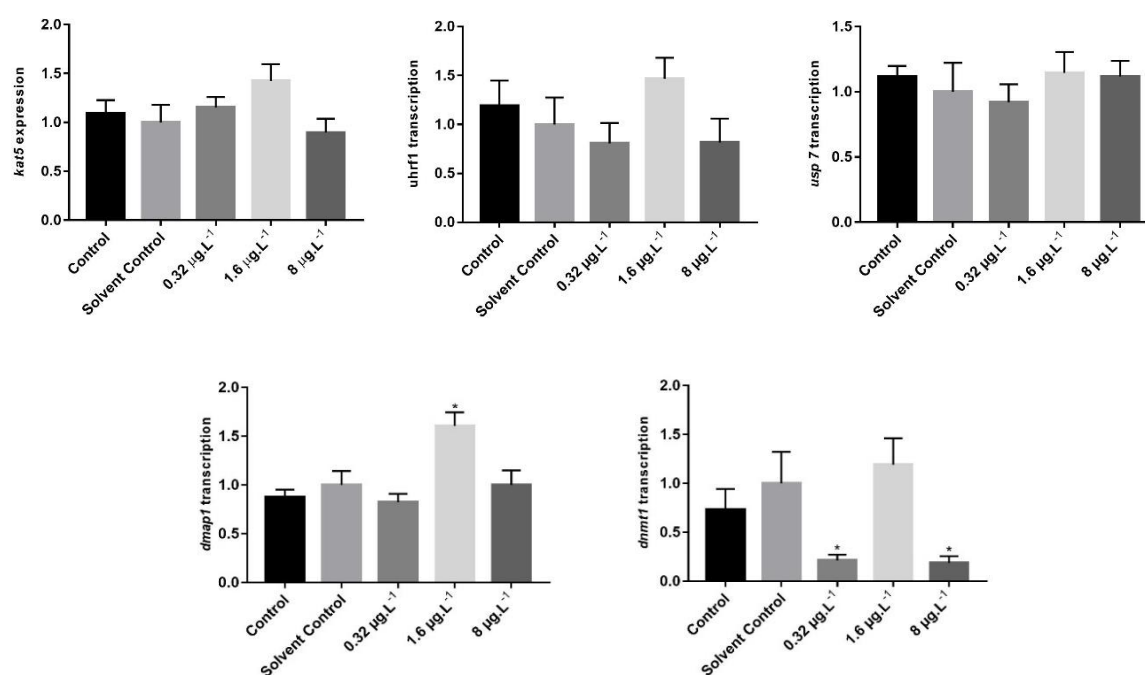 kat5 expression
2.0
1.5
1.0
0.5
0.0
Control
Solvent Control
0.32 µg.L⁻¹
1.6 µg.L⁻¹
8 µg.L⁻¹
uhrf1 transcription
2.0
1.5
1.0
0.5
0.0
Control
Solvent Control
0.32 µg.L⁻¹
1.6 µg.L⁻¹
8 µg.L⁻¹
usp 7 transcription
1.5
1.0
0.5
0.0
Control
Solvent Control
0.32 µg.L⁻¹
1.6 µg.L⁻¹
8 µg.L⁻¹
dmap1 transcription
2.0
1.5
1.0
0.5
0.0
*
Control
Solvent Control
0.32 µg.L⁻¹
1.6 µg.L⁻¹
8 µg.L⁻¹
dnmt1 transcription
2.0
1.5
1.0
0.5
0.0
*
*
Control
Solvent Control
0.32 µg.L⁻¹
1.6 µg.L⁻¹
8 µg.L⁻¹